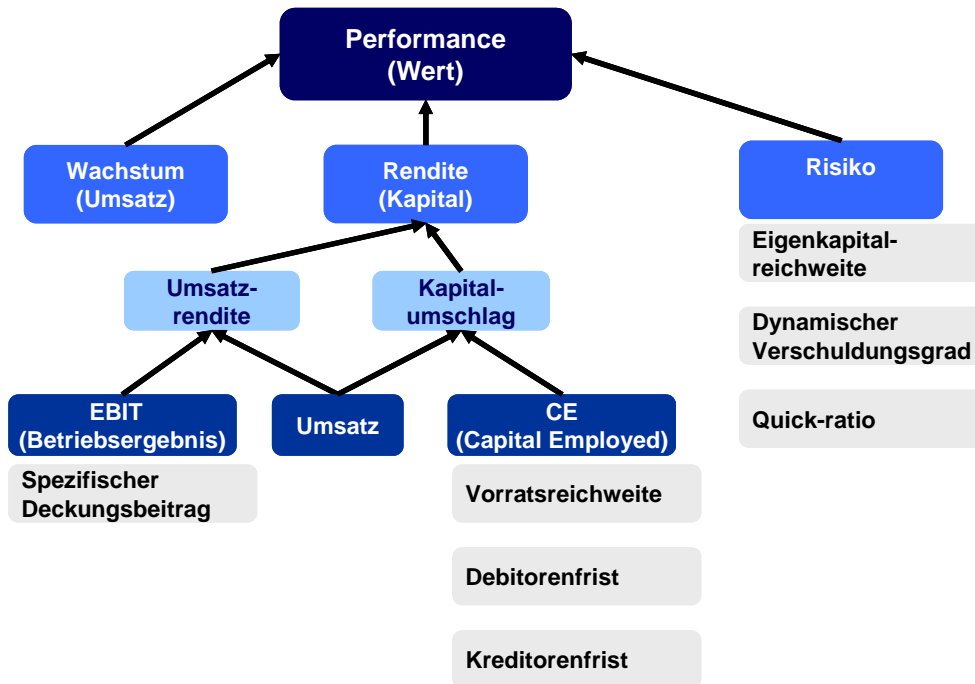 Performance
(Wert)
Wachstum
(Umsatz)
Rendite
(Kapital)
Risiko
Eigenkapital-
reichweite
Dynamischer
Verschuldungsgrad
Quick-ratio
Umsatz-
rendite
Kapital-
umschlag
EBIT
(Betriebsergebnis)
Umsatz
CE
(Capital Employed)
Spezifischer
Deckungsbeitrag
Vorratsreichweite
Debitorenfrist
Kreditorenfrist